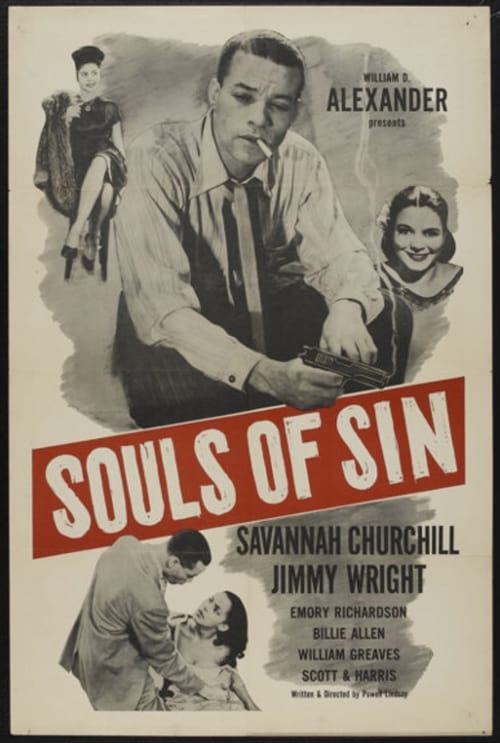 WILLIAM D.
ALEXANDER
presents
SOULS OF SIN
SAVANNAH CHURCHILL
JIMMY WRIGHT
EMORY RICHARDSON
BILLIE ALLEN
WILLIAM GREAVES
SCOTT & HARRIS
Written & Directed by Powell Lindsay